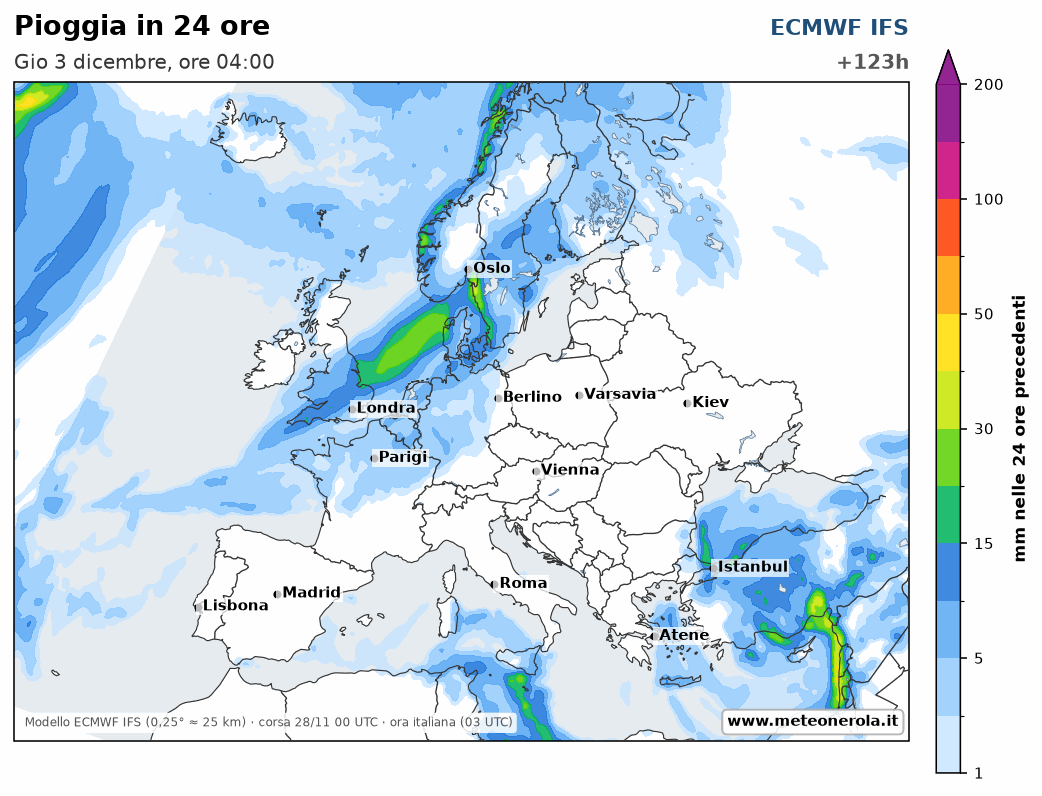 Pioggia in 24 ore
ECMWF IFS
Gio 3 dicembre, ore 04:00
+123h
200
100
50
30
15
5
1
mm nelle 24 ore precedenti
Oslo
Londra
Berlino
Varsavia
Kiev
Parigi
Vienna
Istanbul
Roma
Madrid
Lisbona
Atene
Modello ECMWF IFS (0,25° ≈ 25 km) · corsa 28/11 00 UTC · ora italiana (03 UTC)
www.meteonerola.it